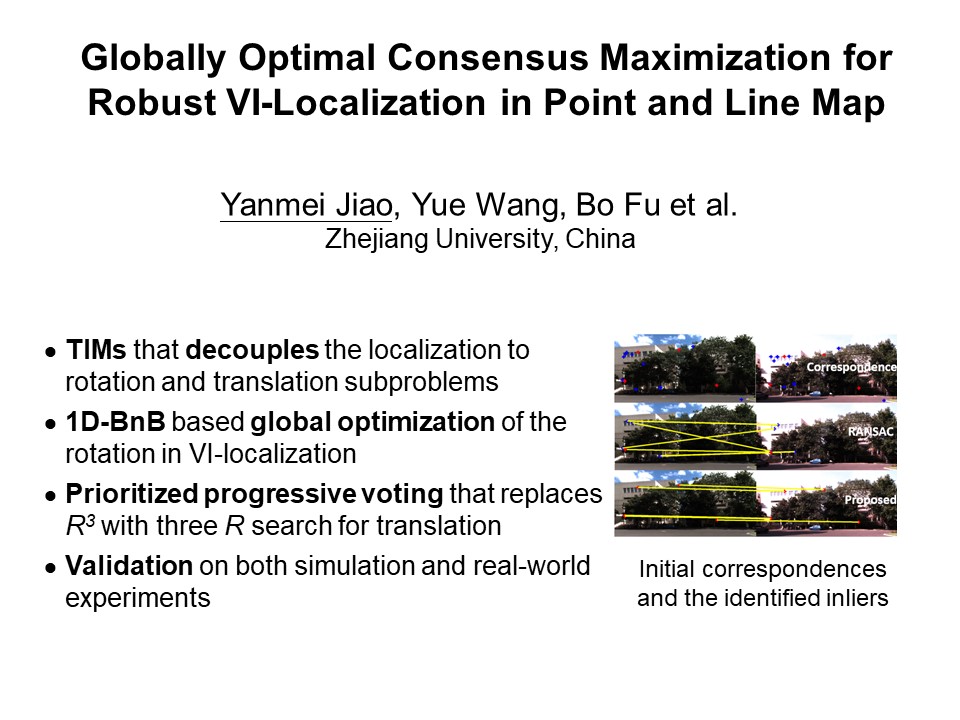 Globally Optimal Consensus Maximization for
Robust VI-Localization in Point and Line Map
Yanmei Jiao, Yue Wang, Bo Fu et al.
Zhejiang University, China
● TIMs that decouples the localization to
rotation and translation subproblems
● 1D-BnB based global optimization of the
rotation in VI-localization
● Prioritized progressive voting that replaces
R³ with three R search for translation
● Validation on both simulation and real-world
experiments
Correspondence
RANSAC
Proposed
Initial correspondences
and the identified inliers